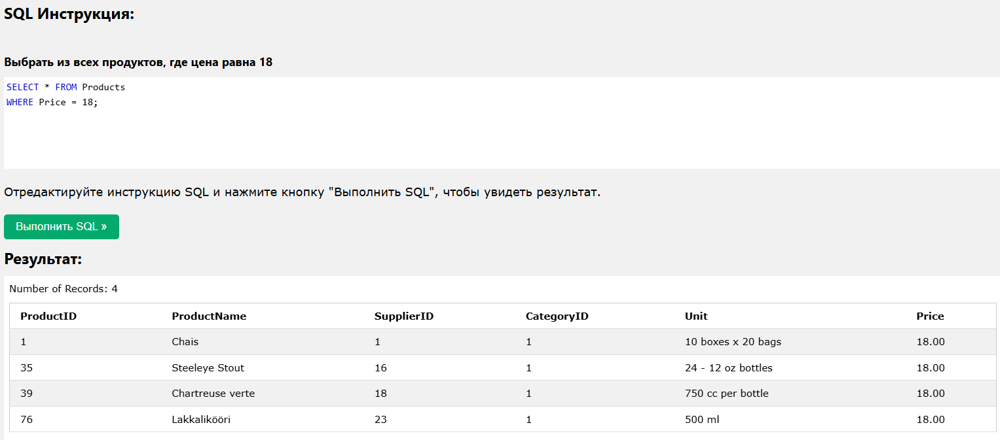 SQL Инструкция:
Выбрать из всех продуктов, где цена равна 18
SELECT * FROM Products
WHERE Price = 18;
Отредактируйте инструкцию SQL и нажмите кнопку "Выполнить SQL", чтобы увидеть результат.
Выполнить SQL »
Результат:
Number of Records: 4
ProductID ProductName SupplierID CategoryID Unit Price
1 Chais 1 1 10 boxes x 20 bags 18.00
35 Steeleye Stout 16 1 24 - 12 oz bottles 18.00
39 Chartreuse verte 18 1 750 cc per bottle 18.00
76 Lakkalikööri 23 1 500 ml 18.00